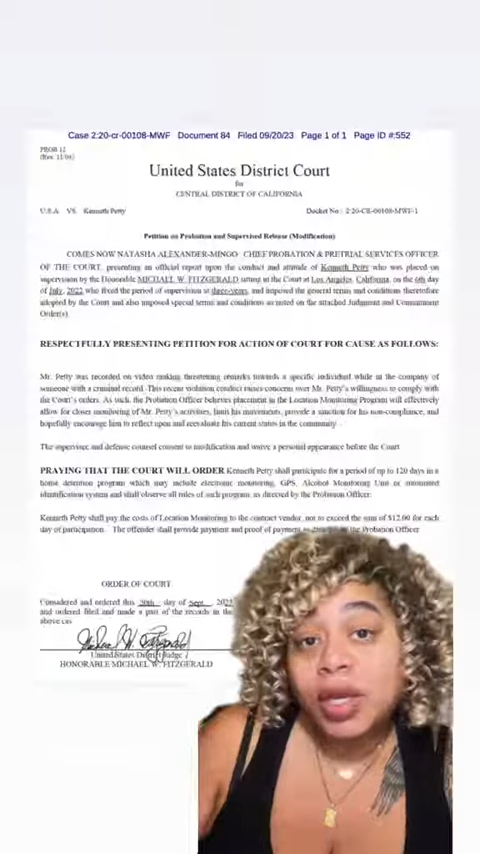 Case 2:20-cr-00108-MWF Document 84 Filed 09/20/23 Page 1 of 1 Page ID #:552
PROB 12
(Rev. 11/04)
United States District Court
for
CENTRAL DISTRICT OF CALIFORNIA
U.S.A. VS. Kenneth Petty
Docket No.: 2:20-CR-00108-MWF-1
Petition on Probation and Supervised Release (Modification)
COMES NOW NATASHA ALEXANDER-MINGO CHIEF PROBATION & PRETRIAL SERVICES OFFICER
OF THE COURT, presenting an official report upon the conduct and attitude of Kenneth Petty who was placed on
supervision by the Honorable MICHAEL W. FITZGERALD sitting in the Court at Los Angeles, California, on the 6th day
of July, 2022 who fixed the period of supervision at three-years, and imposed the general terms and conditions theretofore
adopted by the Court and also imposed special terms and conditions as noted on the attached Judgment and Commitment
Order(s).
RESPECTFULLY PRESENTING PETITION FOR ACTION OF COURT FOR CAUSE AS FOLLOWS:
Mr. Petty was recorded on video making threatening remarks towards a specific individual while in the company of
someone with a criminal record. This recent violation conduct raises concerns over Mr. Petty's willingness to comply with
the Court's orders. As such, the Probation Officer believes placement in the Location Monitoring Program will effectively
allow for closer monitoring of Mr. Petty's activities, limit his movements, provide a sanction for his non-compliance, and
hopefully encourage him to reflect upon and reevaluate his current status in the community.
The supervisee and defense counsel consent to modification and waive a personal appearance before the Court
PRAYING THAT THE COURT WILL ORDER Kenneth Petty shall participate for a period of up to 120 days in a
home detention program which may include electronic monitoring, GPS, Alcohol Monitoring Unit or automated
identification system and shall observe all rules of such program, as directed by the Probation Officer.
Kenneth Petty shall pay the costs of Location Monitoring to the contract vendor, not to exceed the sum of $12.00 for each
day of participation. The offender shall provide payment and proof of payment as directed by the Probation Officer
ORDER OF COURT
Considered and ordered this 20th day of Sept.
and ordered filed and made a part of the records in the
above cas
United States District Judge
HONORABLE MICHAEL W. FITZGERALD